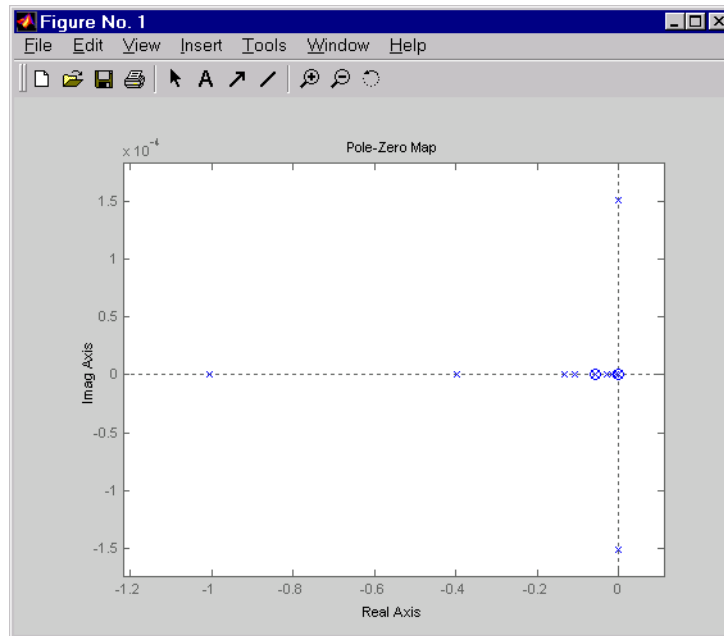 Figure No. 1
File Edit View Insert Tools Window Help
Pole-Zero Map
x 10⁻⁴
1.5
1
0.5
0
-0.5
-1
-1.5
Imag Axis
-1.2 -1 -0.8 -0.6 -0.4 -0.2 0
Real Axis